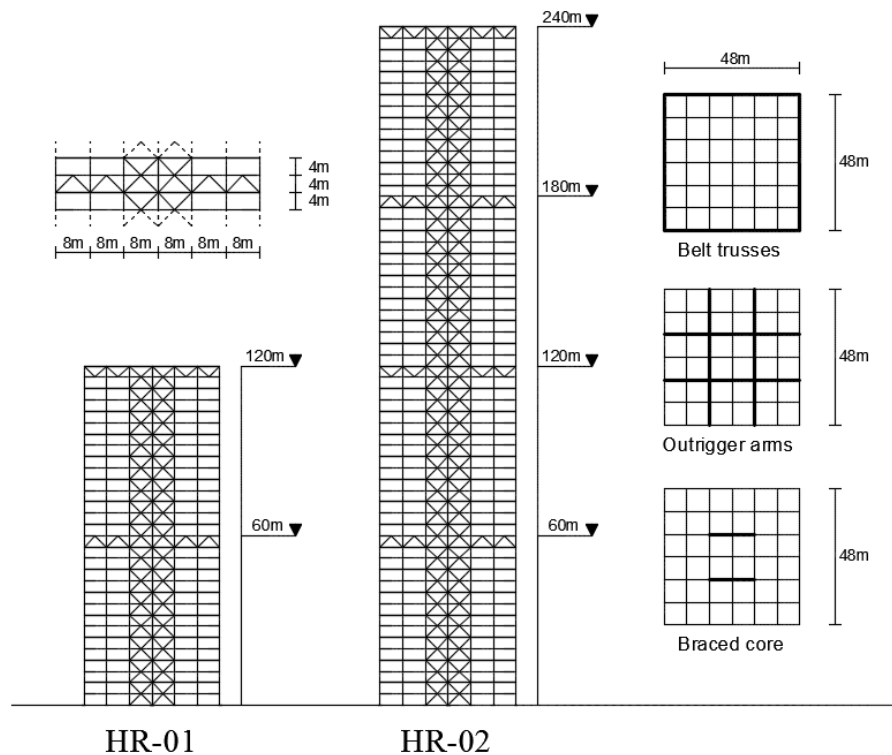 240m
48m
48m
4m
4m
4m
180m
8m 8m 8m 8m 8m 8m
Belt trusses
48m
120m
120m
Outrigger arms
60m
60m
48m
Braced core
HR-01
HR-02